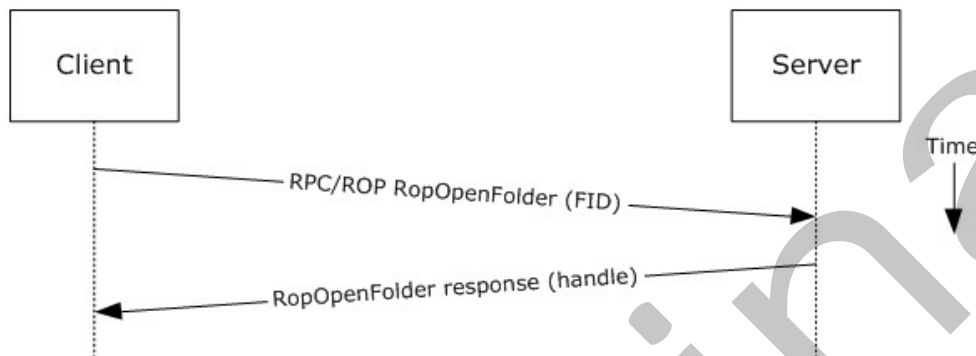 Client
Server
Time
RPC/ROP RopOpenFolder (FID)
RopOpenFolder response (handle)